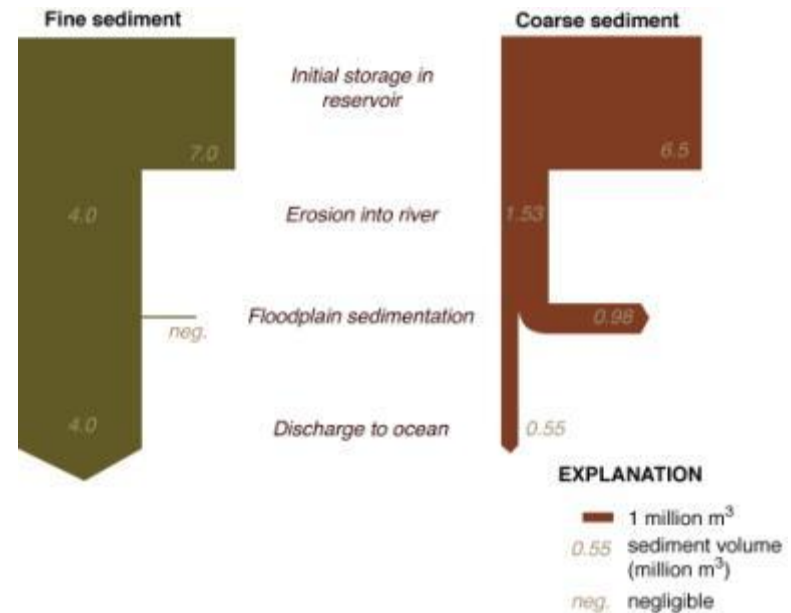 Fine sediment
Coarse sediment
Initial storage in
reservoir
7.0
6.5
4.0
Erosion into river
1.53
Floodplain sedimentation
0.98
neg.
4.0
Discharge to ocean
0.55
EXPLANATION
1 million m³
0.55 sediment volume
(million m³)
neg. negligible